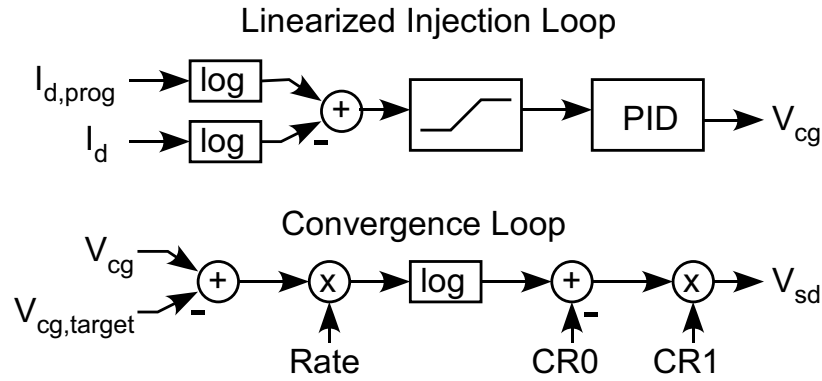 Linearized Injection Loop
I_d,prog
log
+
PID
V_cg
I_d
log
-
Convergence Loop
V_cg
+
x
log
+
x
V_sd
V_cg,target
-
-
Rate
CR0
CR1